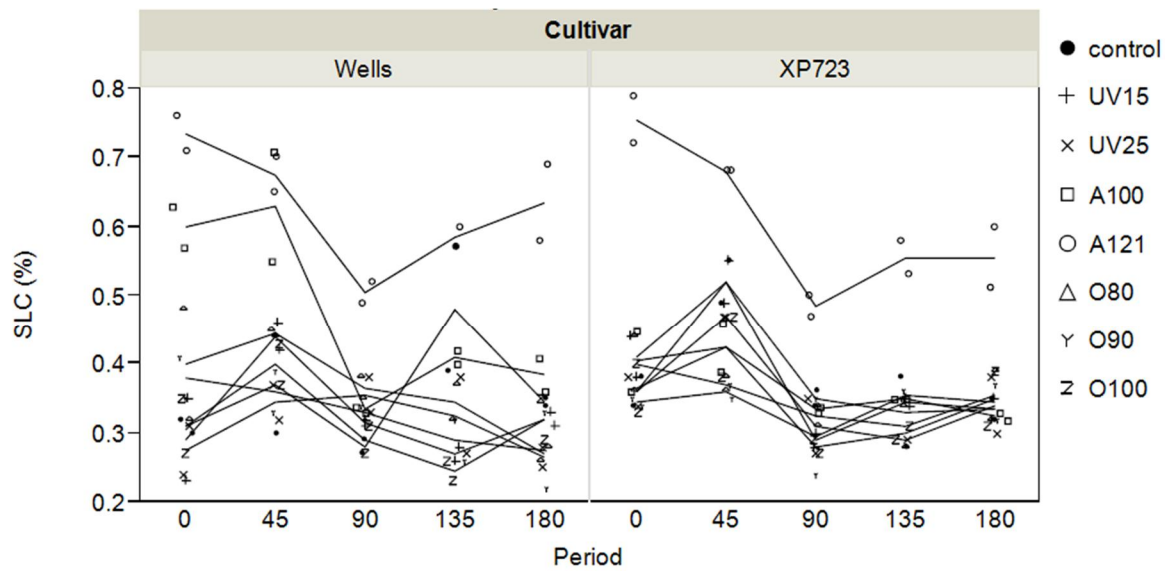 Cultivar
Wells XP723
0.8
0.7
0.6
0.5
0.4
0.3
0.2
SLC (%)
0 45 90 135 180 0 45 90 135 180
Period
control
UV15
UV25
A100
A121
O80
O90
O100